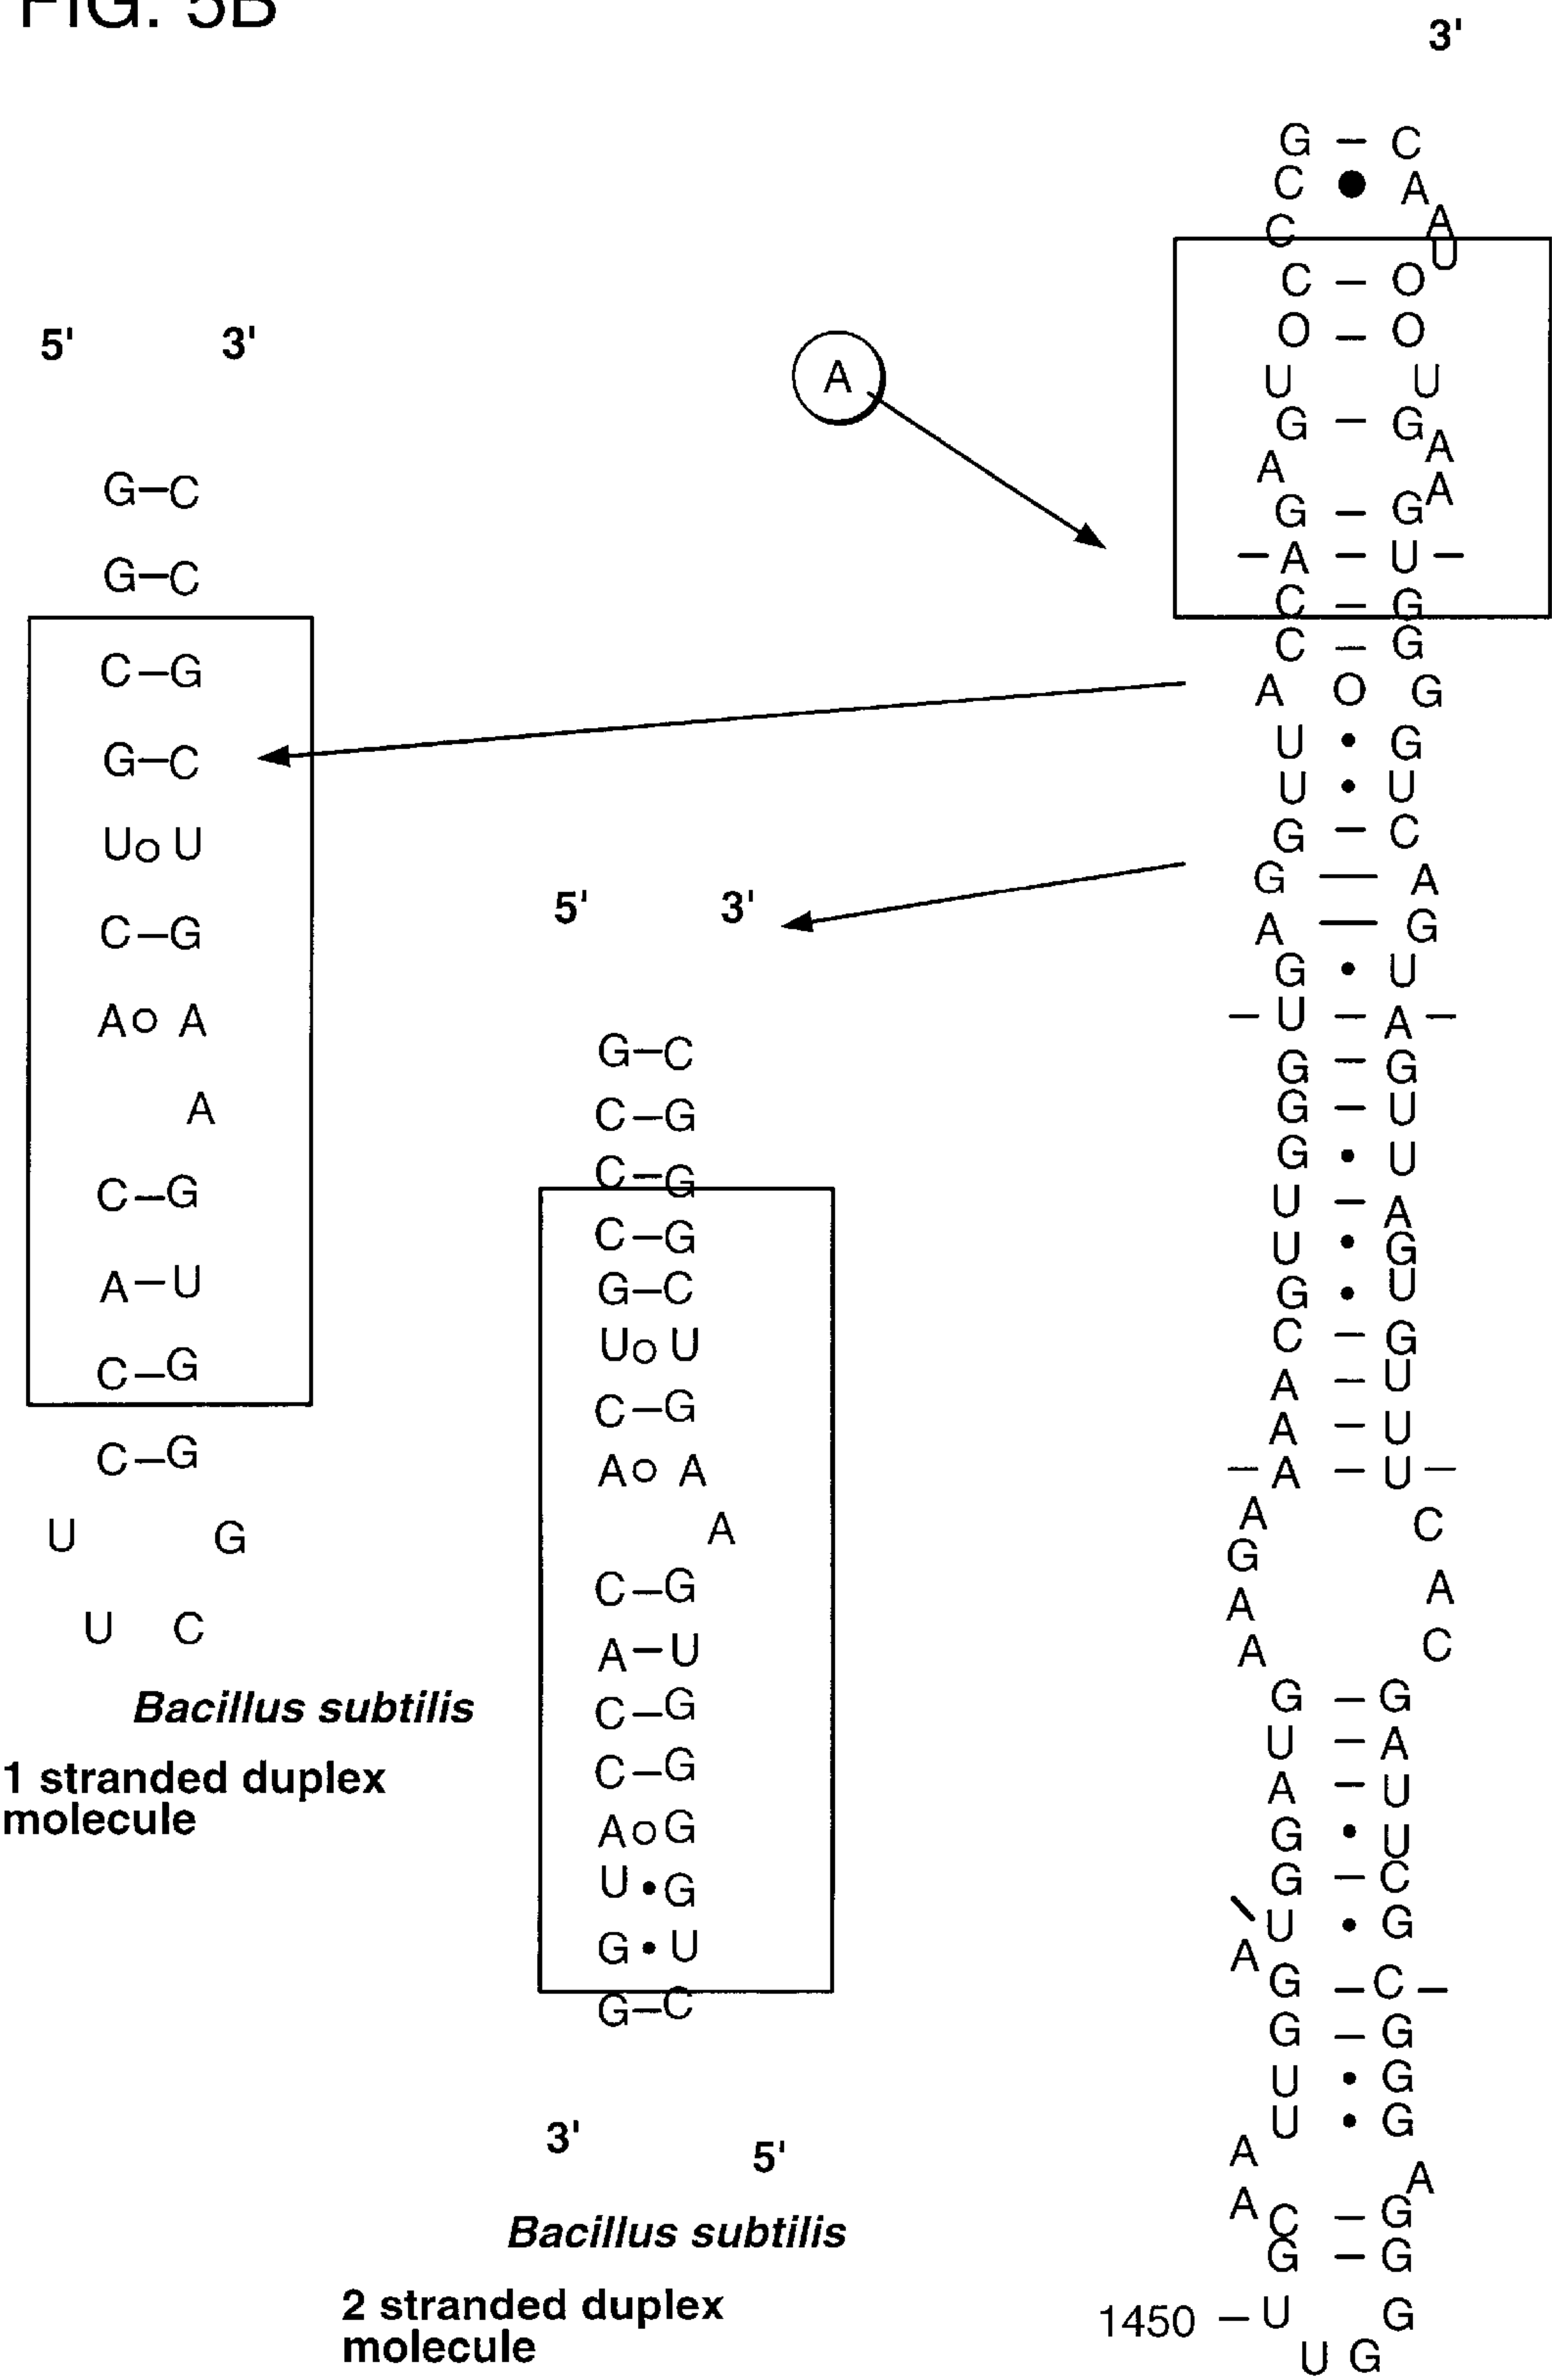 FIG. 5B
5' 3'
G–C
G–C
C–G
G–C
U o U
C–G
A o A
A
C–G
A–U
C–G
C–G
U G
U C
Bacillus subtilis
1 stranded duplex
molecule
5' 3'
G–C
C–G
C–G
C–G
G–C
U o U
C–G
A o A
A
C–G
A–U
C–G
C–G
A o G
U • G
G • U
G–C
3' 5'
Bacillus subtilis
2 stranded duplex
molecule
A
3'
G – C
C ● A
C A
U
C – O
O – O
U U
G – G
A A
A
G – G
– A – U –
C – G
C – G
A O G
U • G
U • U
G – C
G — A
A — G
G • U
– U – A –
G – G
G – U
G • U
U – A
U • G
G • U
C – G
A – U
A – U
– A – U –
A C
G
A A
A C
G – G
U – A
A – U
G • U
G – C
\ U • G
A
G – C –
G – G
U • G
U • G
A A
A C – G
G – G
1450 – U G
U G